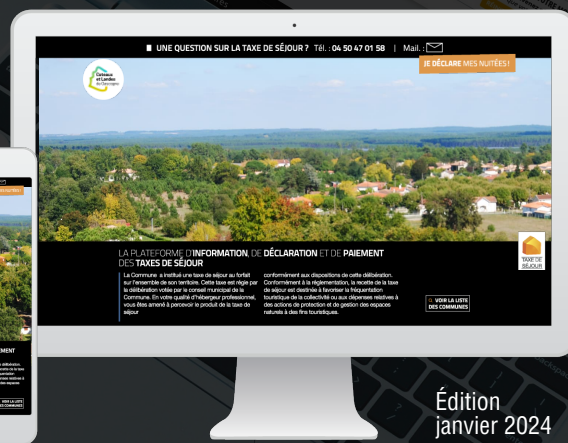 UNE QUESTION SUR LA TAXE DE SÉJOUR ? Tél. : 04 50 47 01 58 | Mail. :
JE DÉCLARE MES NUITÉES !
Coteaux
et Landes
de Gascogne
LA PLATEFORME D'INFORMATION, DE DÉCLARATION ET DE PAIEMENT
DES TAXES DE SÉJOUR
La Commune a institué une taxe de séjour au forfait
sur l'ensemble de son territoire. Cette taxe est régie par
la délibération votée par le conseil municipal de la
Commune. En votre qualité d'hébergeur professionnel,
vous êtes amené à percevoir le produit de la taxe de
séjour
conformément aux dispositions de cette délibération.
Conformément à la réglementation, la recette de la taxe
de séjour est destinée à favoriser la fréquentation
touristique de la collectivité ou aux dépenses relatives à
des actions de protection et de gestion des espaces
naturels à des fins touristiques.
TAXE DE
SÉJOUR
VOIR LA LISTE
DES COMMUNES
Édition
janvier 2024